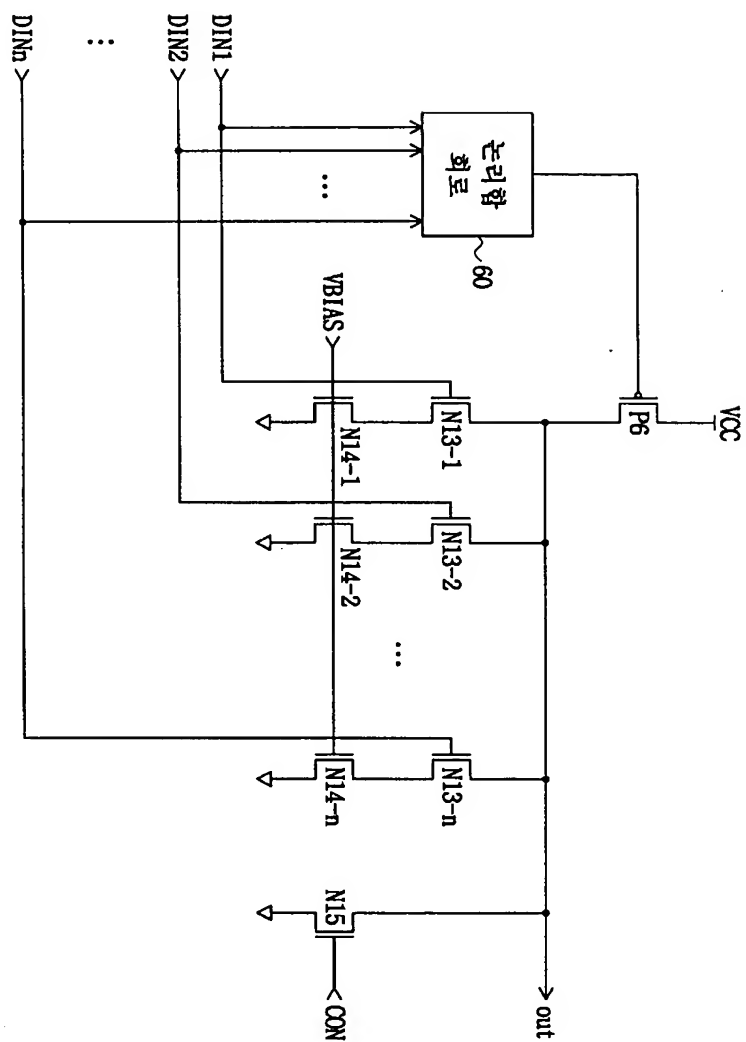 VCC
P6
out
논리합
회로
60
N13-1
N13-2
N13-n
...
...
VBIAS
N14-1
N14-2
N14-n
N15
CON
DIN1
DIN2
...
DINn